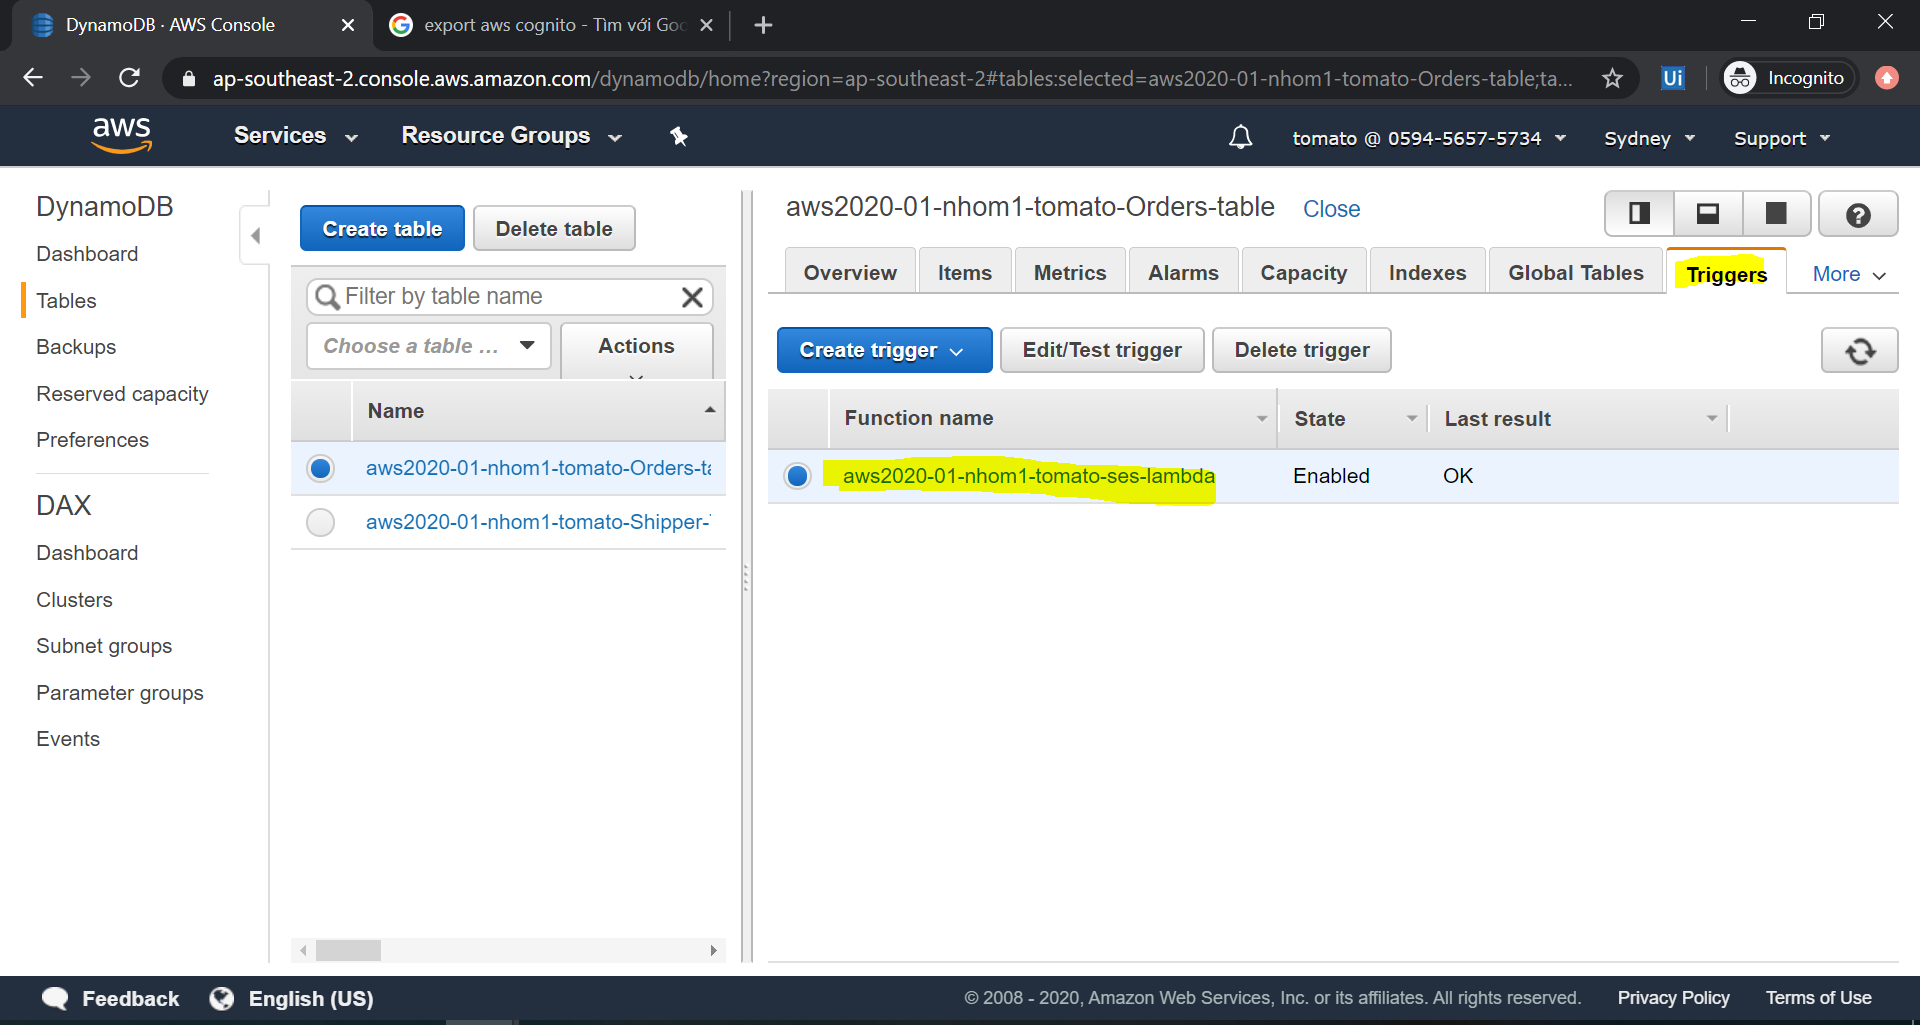 DynamoDB · AWS Console
export aws cognito - Tìm với Goo
ap-southeast-2.console.aws.amazon.com/dynamodb/home?region=ap-southeast-2#tables:selected=aws2020-01-nhom1-tomato-Orders-table;ta...
Ui
Incognito
aws
Services
Resource Groups
tomato @ 0594-5657-5734
Sydney
Support
DynamoDB
Dashboard
Tables
Backups
Reserved capacity
Preferences
DAX
Dashboard
Clusters
Subnet groups
Parameter groups
Events
Create table
Delete table
Filter by table name
Choose a table ...
Actions
Name
aws2020-01-nhom1-tomato-Orders-ta
aws2020-01-nhom1-tomato-Shipper-
aws2020-01-nhom1-tomato-Orders-table
Close
Overview
Items
Metrics
Alarms
Capacity
Indexes
Global Tables
Triggers
More
Create trigger
Edit/Test trigger
Delete trigger
Function name
State
Last result
aws2020-01-nhom1-tomato-ses-lambda
Enabled
OK
Feedback
English (US)
© 2008 - 2020, Amazon Web Services, Inc. or its affiliates. All rights reserved.
Privacy Policy
Terms of Use